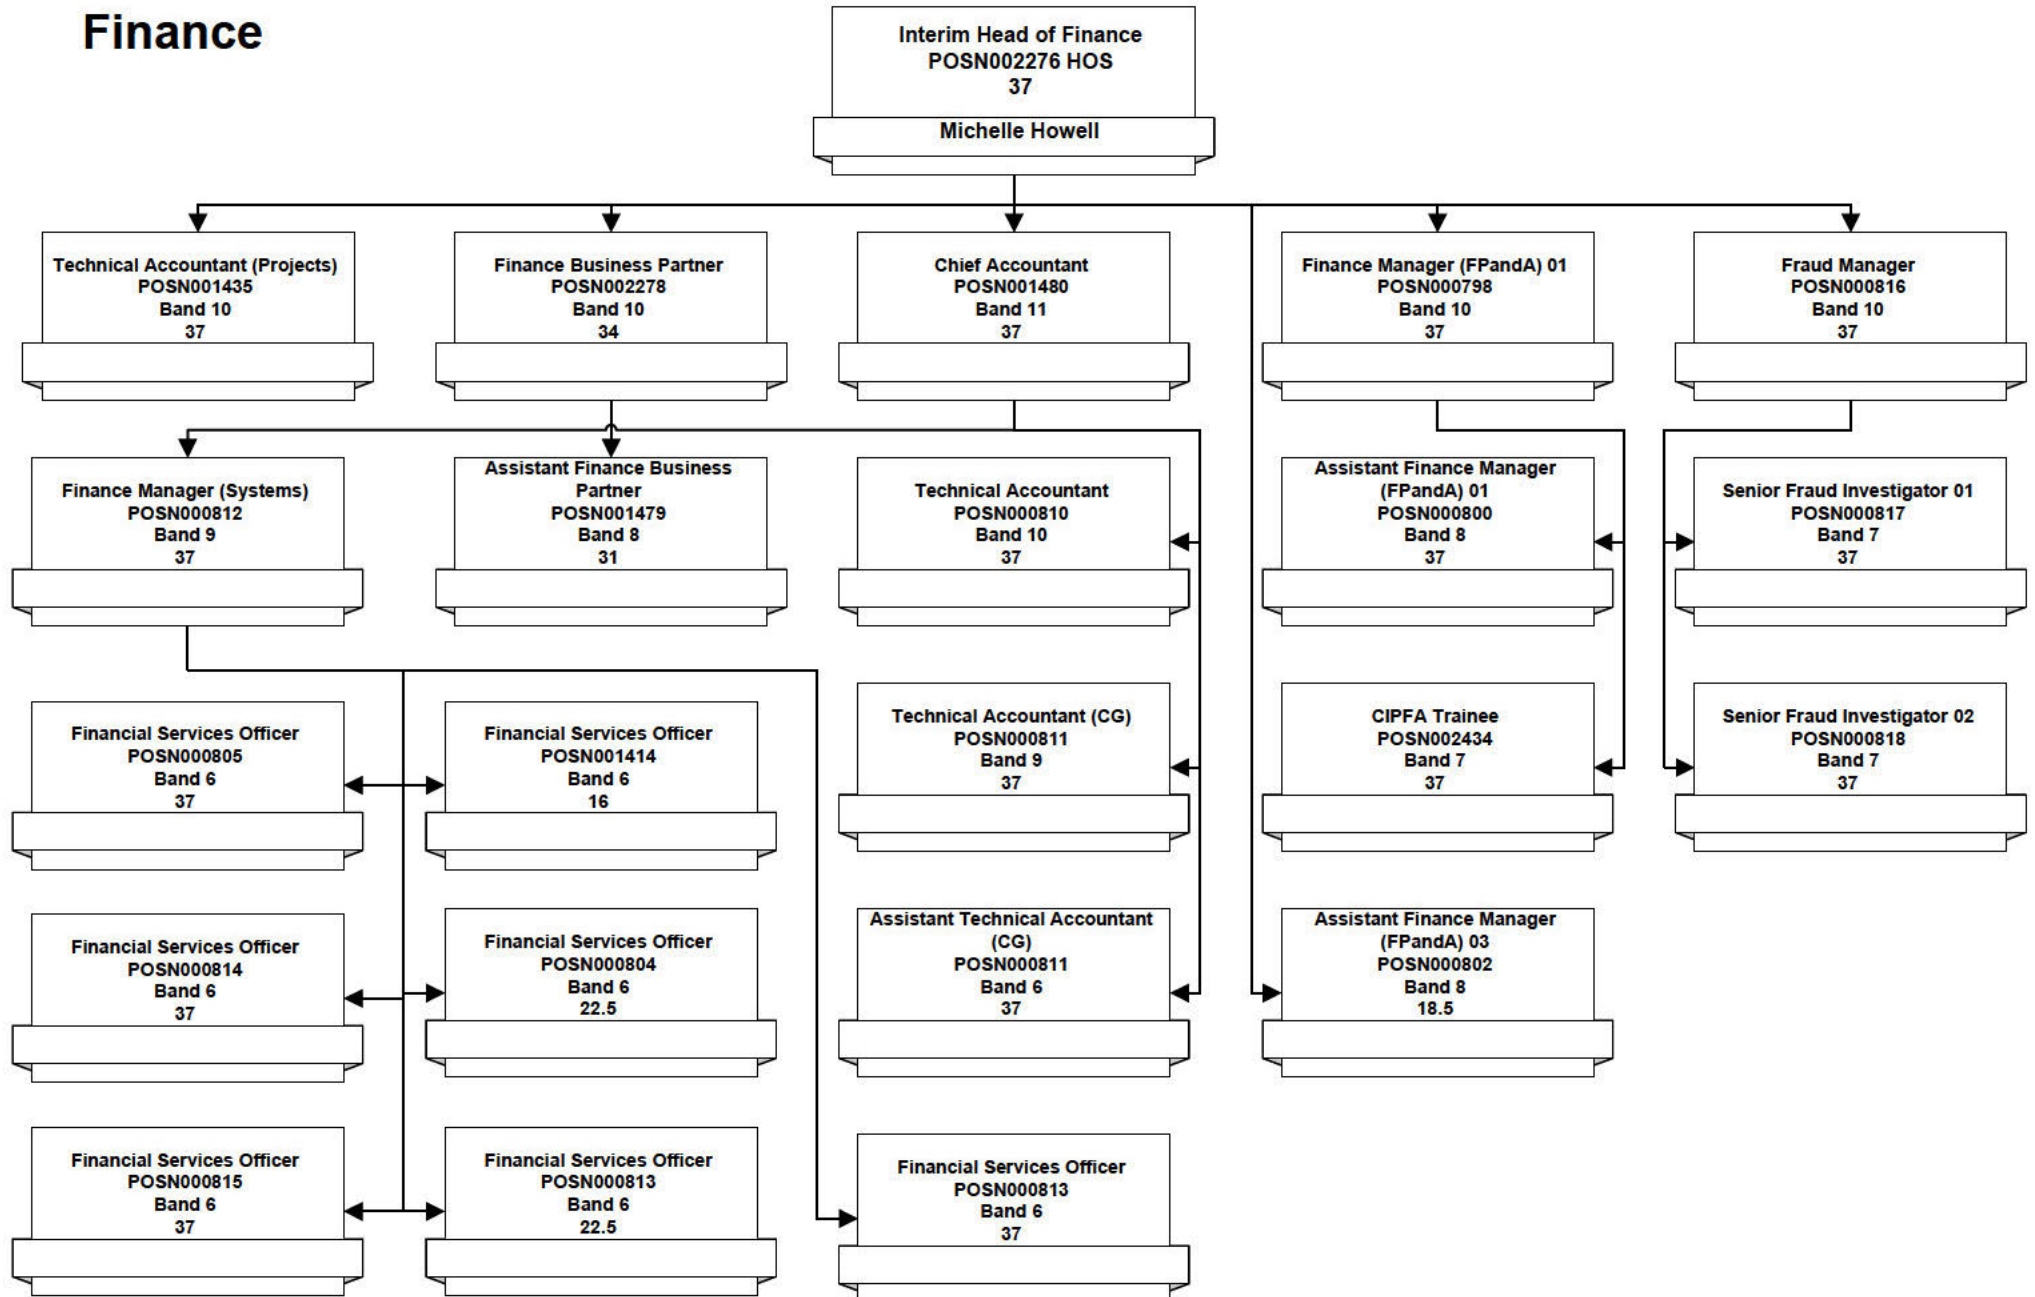 Finance
Interim Head of Finance
POSN002276 HOS
37
Michelle Howell
Technical Accountant (Projects)
POSN001435
Band 10
37
Finance Business Partner
POSN002278
Band 10
34
Chief Accountant
POSN001480
Band 11
37
Finance Manager (FPandA) 01
POSN000798
Band 10
37
Fraud Manager
POSN000816
Band 10
37
Finance Manager (Systems)
POSN000812
Band 9
37
Assistant Finance Business
Partner
POSN001479
Band 8
31
Technical Accountant
POSN000810
Band 10
37
Assistant Finance Manager
(FPandA) 01
POSN000800
Band 8
37
Senior Fraud Investigator 01
POSN000817
Band 7
37
Financial Services Officer
POSN000805
Band 6
37
Financial Services Officer
POSN001414
Band 6
16
Technical Accountant (CG)
POSN000811
Band 9
37
CIPFA Trainee
POSN002434
Band 7
37
Senior Fraud Investigator 02
POSN000818
Band 7
37
Financial Services Officer
POSN000814
Band 6
37
Financial Services Officer
POSN000804
Band 6
22.5
Assistant Technical Accountant
(CG)
POSN000811
Band 6
37
Assistant Finance Manager
(FPandA) 03
POSN000802
Band 8
18.5
Financial Services Officer
POSN000815
Band 6
37
Financial Services Officer
POSN000813
Band 6
22.5
Financial Services Officer
POSN000813
Band 6
37